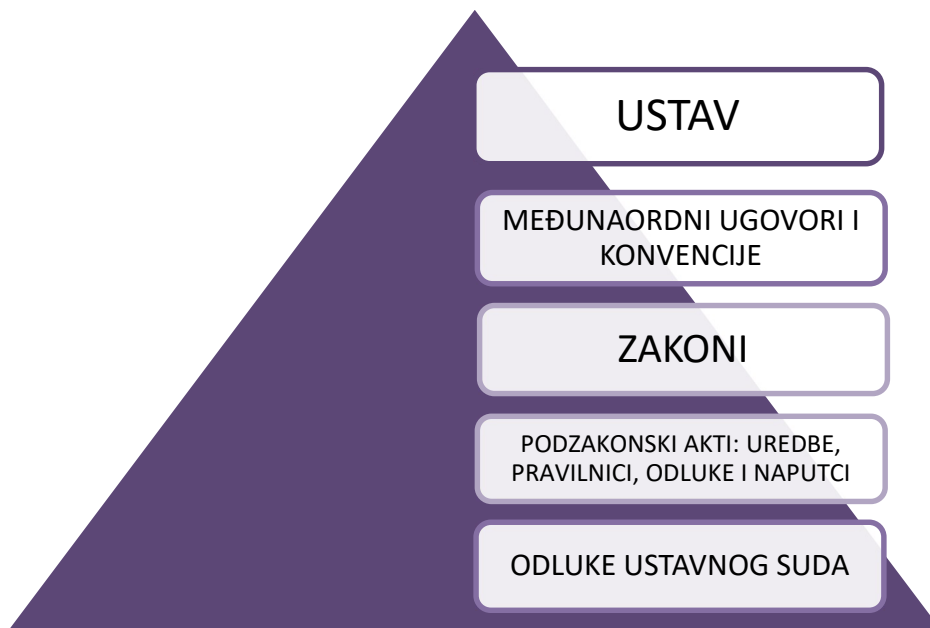 USTAV
MEĐUNAORDNI UGOVORI I
KONVENCIJE
ZAKONI
PODZAKONSKI AKTI: UREDBE,
PRAVILNICI, ODLUKE I NAPUTCI
ODLUKE USTAVNOG SUDA